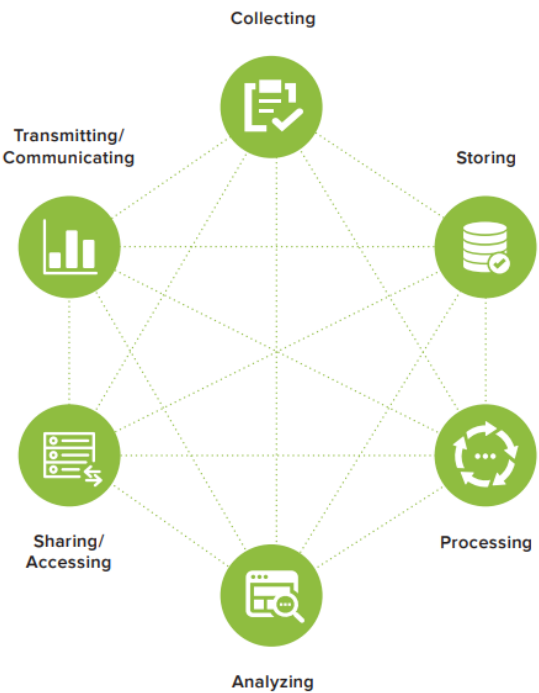 Collecting
Transmitting/
Communicating
Storing
Sharing/
Accessing
Processing
Analyzing